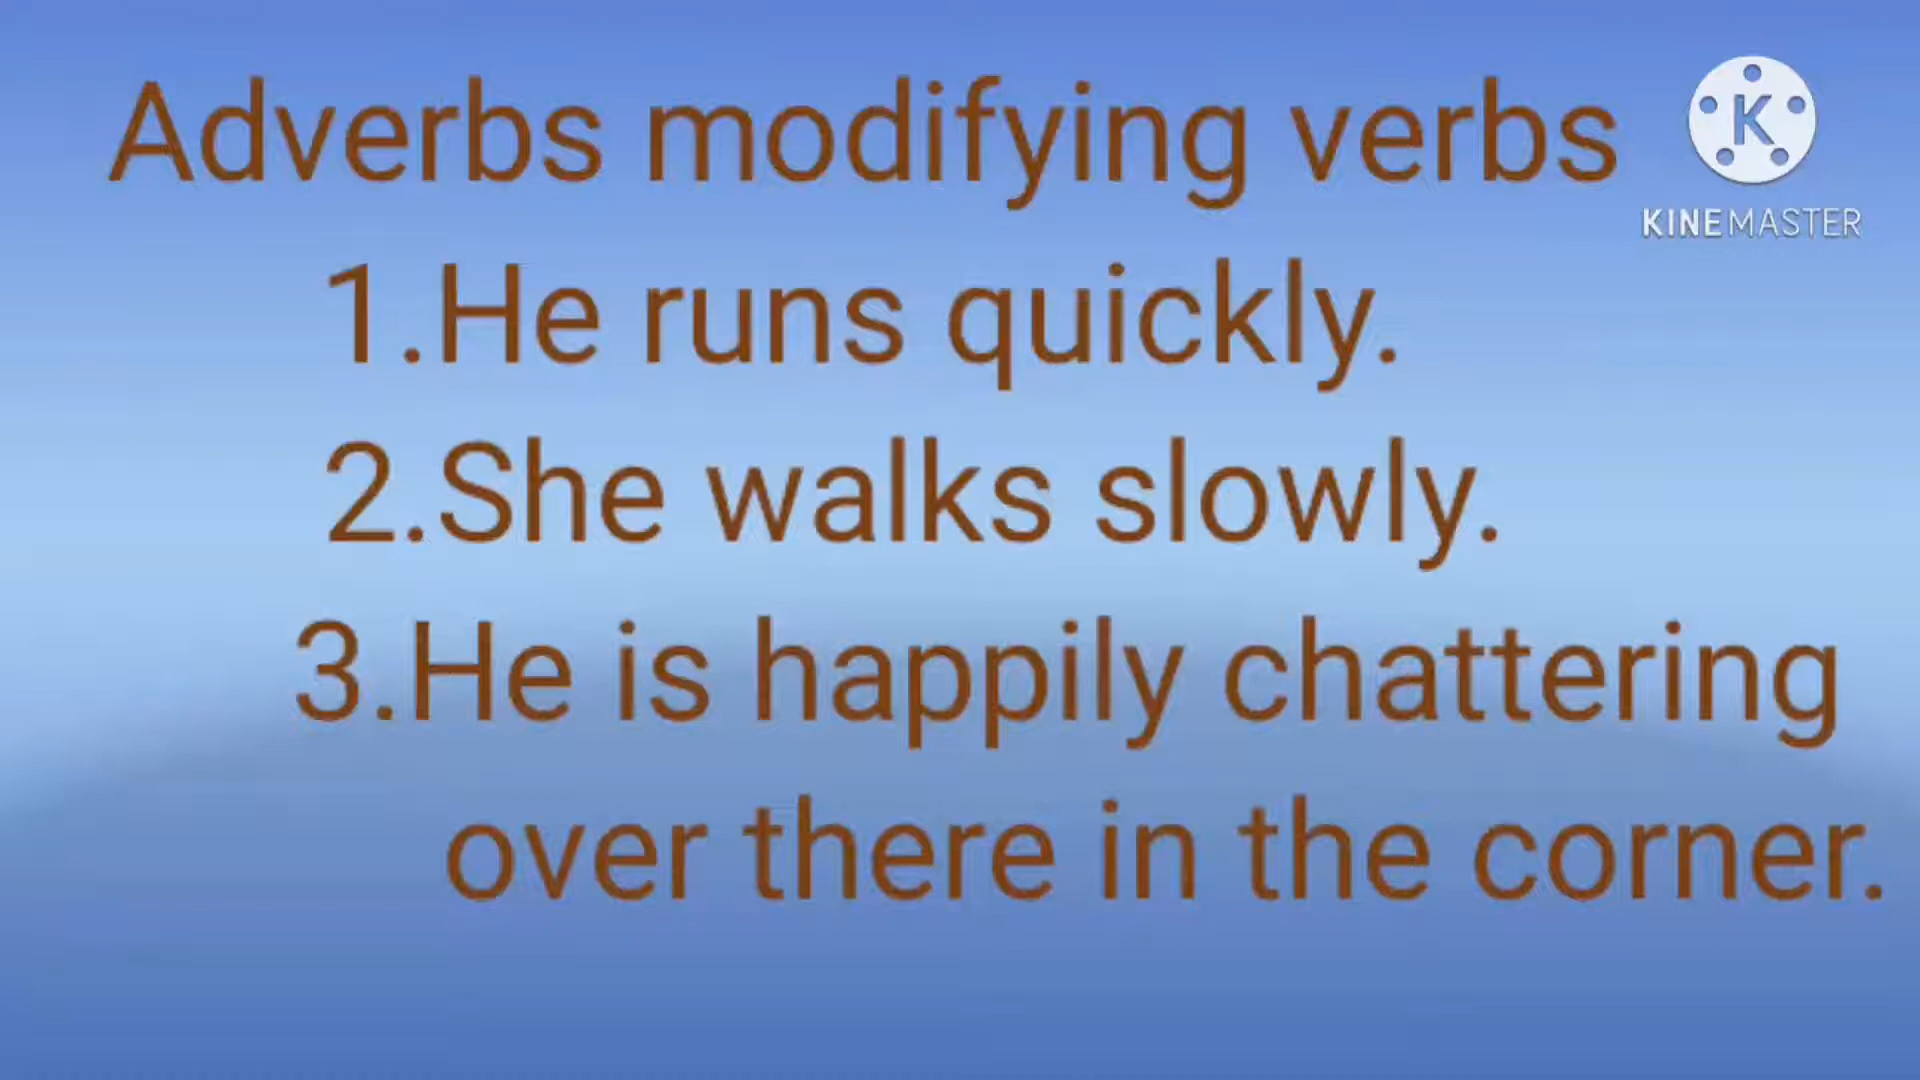 Adverbs modifying verbs
K
KINEMASTER
1.He runs quickly.
2.She walks slowly.
3.He is happily chattering
over there in the corner.